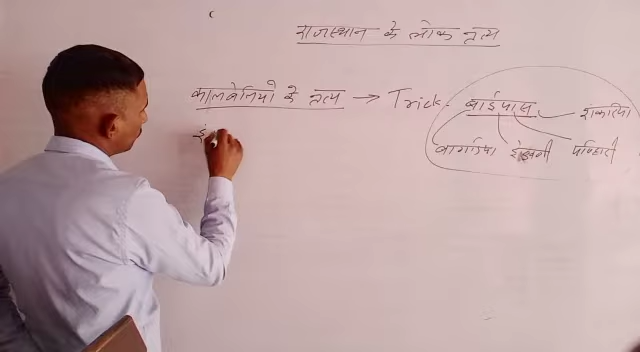 राजस्थान के लोक नृत्य
कालबेलियों के नृत्य → Trick - बाईपास
शंकरिया
बागड़िया इंडोणी पणिहारी
इं